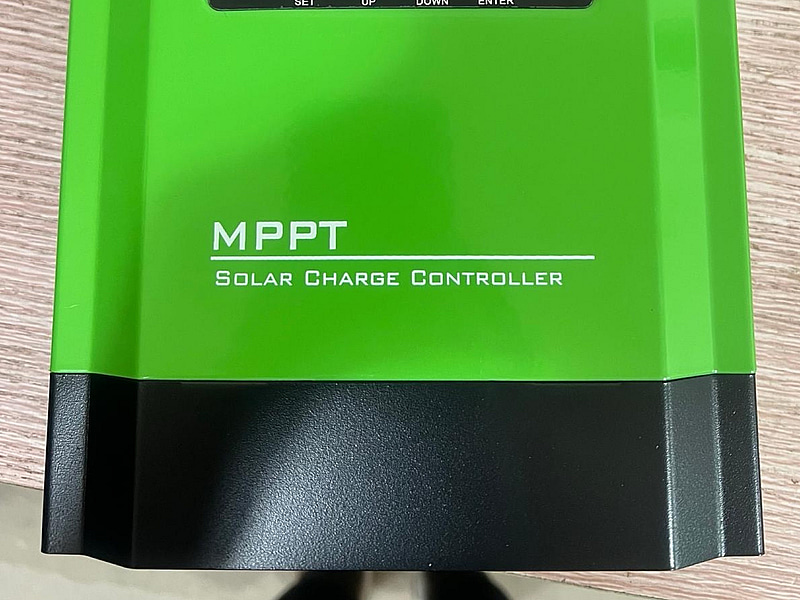 SET UP DOWN ENTER
MPPT
SOLAR CHARGE CONTROLLER